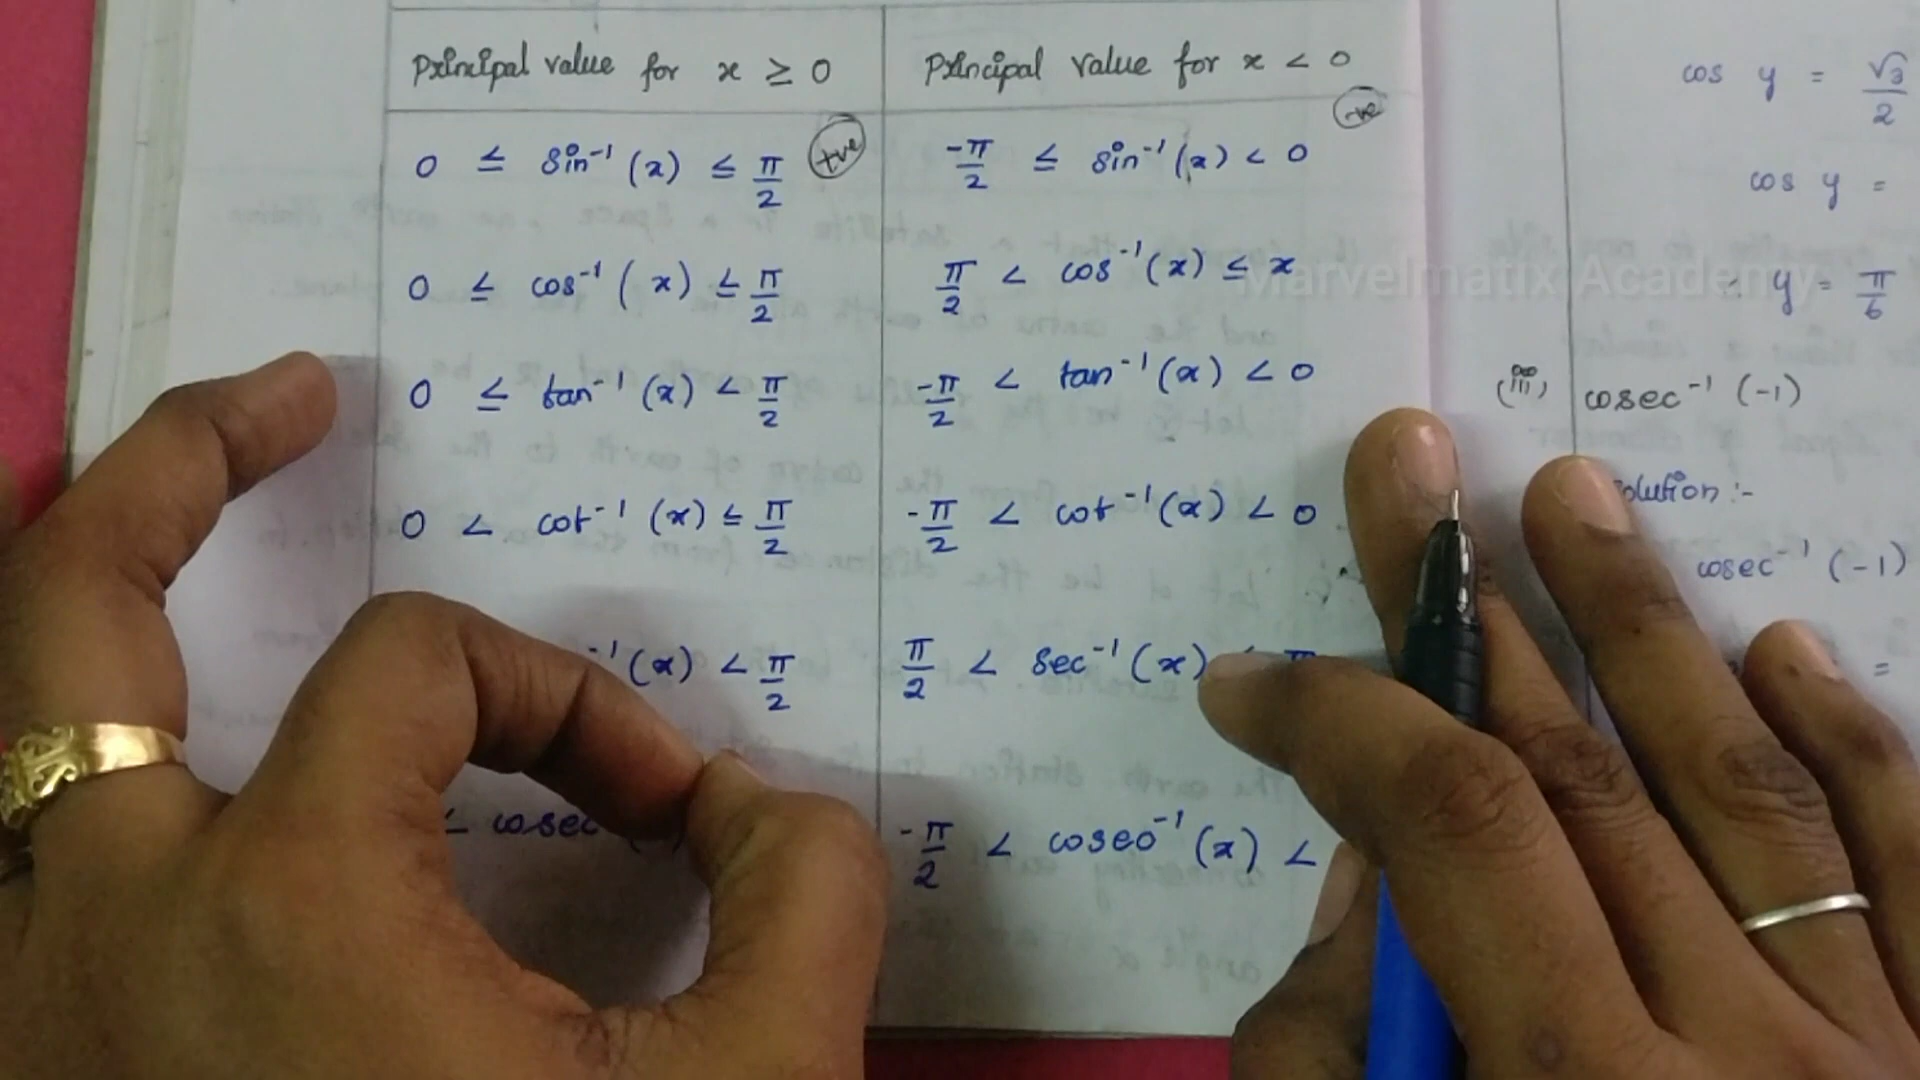 Principal value for x ≥ 0
Principal value for x < 0
+ve
-ve
0 ≤ sin⁻¹ (x) ≤ π/2
-π/2 ≤ sin⁻¹ (x) < 0
0 ≤ cos⁻¹ (x) ≤ π/2
π/2 < cos⁻¹ (x) ≤ x
0 ≤ tan⁻¹ (x) < π/2
-π/2 < tan⁻¹ (x) < 0
0 < cot⁻¹ (x) ≤ π/2
-π/2 < cot⁻¹ (x) < 0
⁻¹ (x) < π/2
π/2 < sec⁻¹ (x)
cosec
-π/2 < cosec⁻¹ (x) <
cos y = √3/2
cos y =
y = π/6
(iii) cosec⁻¹ (-1)
olution :-
cosec⁻¹ (-1)
=
Marvelmatix Academy